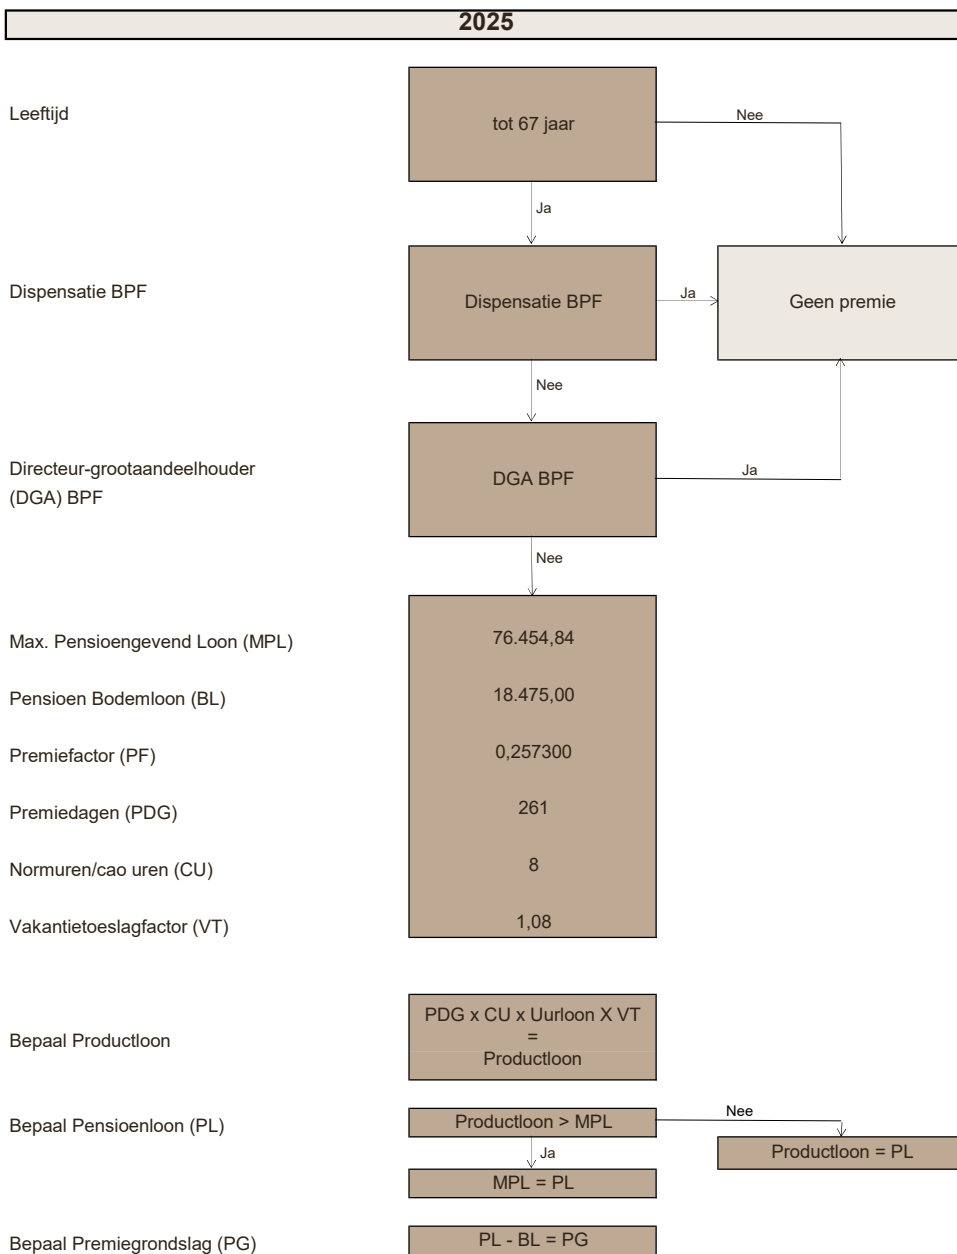 2025
Leeftijd
tot 67 jaar
Nee
Ja
Dispensatie BPF
Dispensatie BPF
Ja
Geen premie
Nee
Directeur-grootaandeelhouder
(DGA) BPF
DGA BPF
Ja
Nee
Max. Pensioengevend Loon (MPL)
76.454,84
Pensioen Bodemloon (BL)
18.475,00
Premiefactor (PF)
0,257300
Premiedagen (PDG)
261
Normuren/cao uren (CU)
8
Vakantietoeslagfactor (VT)
1,08
Bepaal Productloon
PDG x CU x Uurloon X VT
=
Productloon
Bepaal Pensioenloon (PL)
Productloon > MPL
Nee
Ja
Productloon = PL
MPL = PL
Bepaal Premiegrondslag (PG)
PL - BL = PG